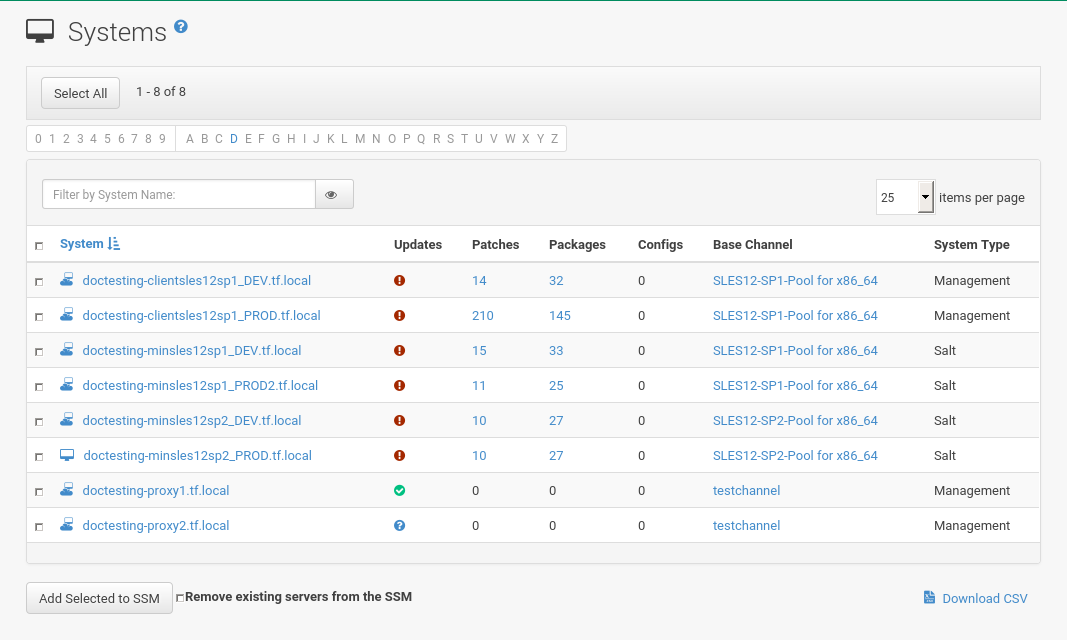 Systems ?
Select All 1 - 8 of 8
0 1 2 3 4 5 6 7 8 9 A B C D E F G H I J K L M N O P Q R S T U V W X Y Z
Filter by System Name: 25 items per page
System Updates Patches Packages Configs Base Channel System Type
doctesting-clientsles12sp1_DEV.tf.local ! 14 32 0 SLES12-SP1-Pool for x86_64 Management
doctesting-clientsles12sp1_PROD.tf.local ! 210 145 0 SLES12-SP1-Pool for x86_64 Management
doctesting-minsles12sp1_DEV.tf.local ! 15 33 0 SLES12-SP1-Pool for x86_64 Salt
doctesting-minsles12sp1_PROD2.tf.local ! 11 25 0 SLES12-SP1-Pool for x86_64 Salt
doctesting-minsles12sp2_DEV.tf.local ! 10 27 0 SLES12-SP2-Pool for x86_64 Salt
doctesting-minsles12sp2_PROD.tf.local ! 10 27 0 SLES12-SP2-Pool for x86_64 Salt
doctesting-proxy1.tf.local 0 0 0 testchannel Management
doctesting-proxy2.tf.local ? 0 0 0 testchannel Management
Add Selected to SSM Remove existing servers from the SSM Download CSV